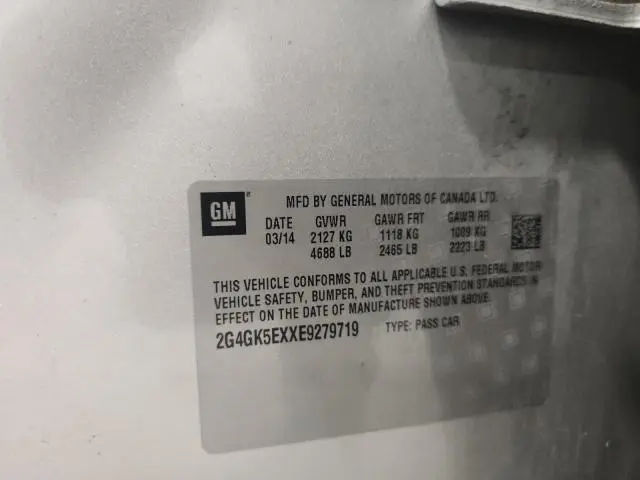 GM
MFD BY GENERAL MOTORS OF CANADA LTD.
DATE GVWR GAWR FRT GAWR RR
03/14 2127 KG 1118 KG 1009 KG
4688 LB 2465 LB 2223 LB
THIS VEHICLE CONFORMS TO ALL APPLICABLE U.S. FEDERAL MOTOR
VEHICLE SAFETY, BUMPER, AND THEFT PREVENTION STANDARDS IN
EFFECT ON THE DATE OF MANUFACTURE SHOWN ABOVE.
2G4GK5EXXE9279719 TYPE: PASS CAR